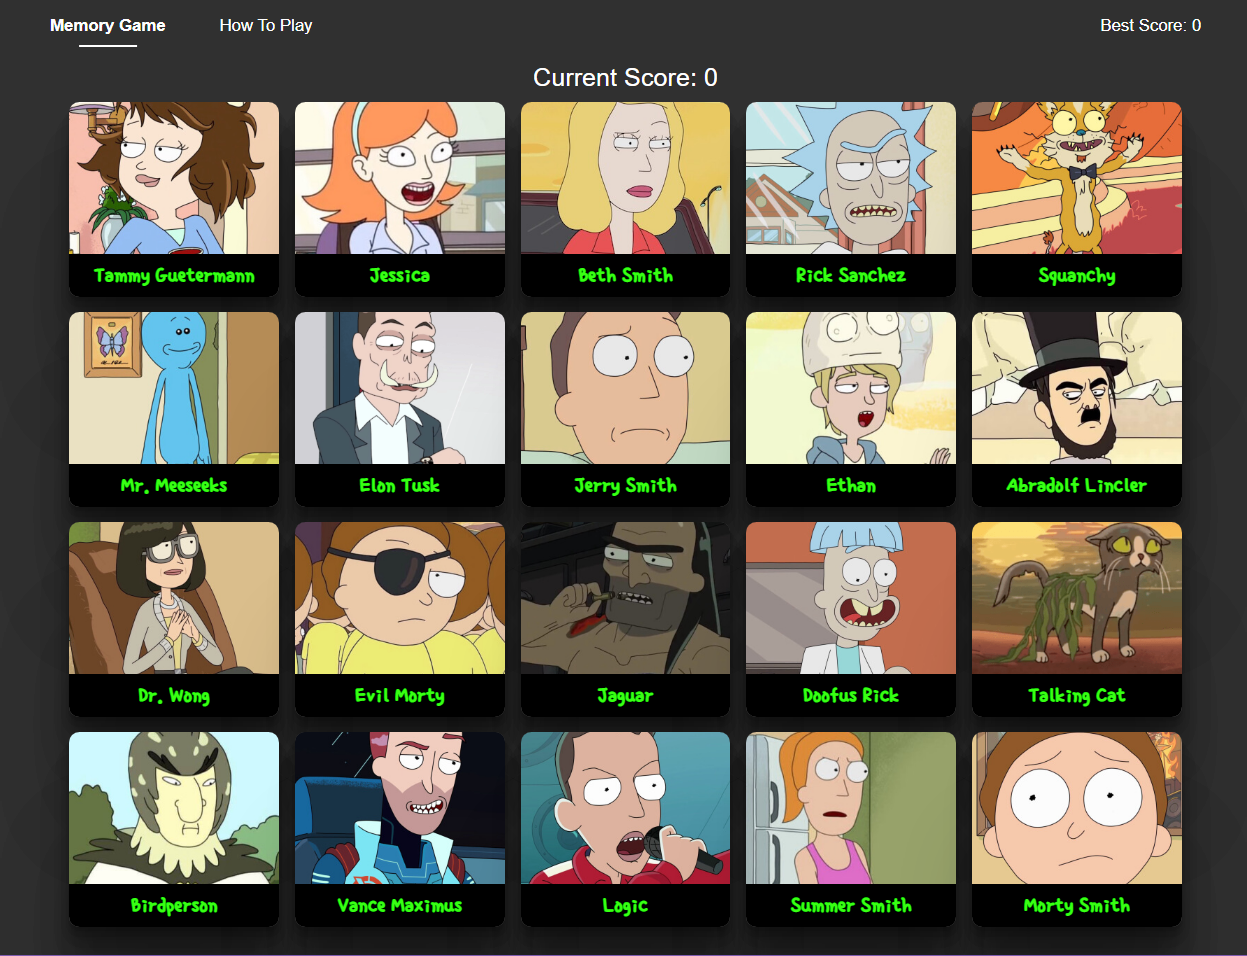 Memory Game How To Play Best Score: 0
Current Score: 0
Tammy Guetermann Jessica Beth Smith Rick Sanchez Squanchy
Mr. Meeseeks Elon Tusk Jerry Smith Ethan Abradolf Lincler
Dr. Wong Evil Morty Jaguar Doofus Rick Talking Cat
Birdperson Vance Maximus Logic Summer Smith Morty Smith